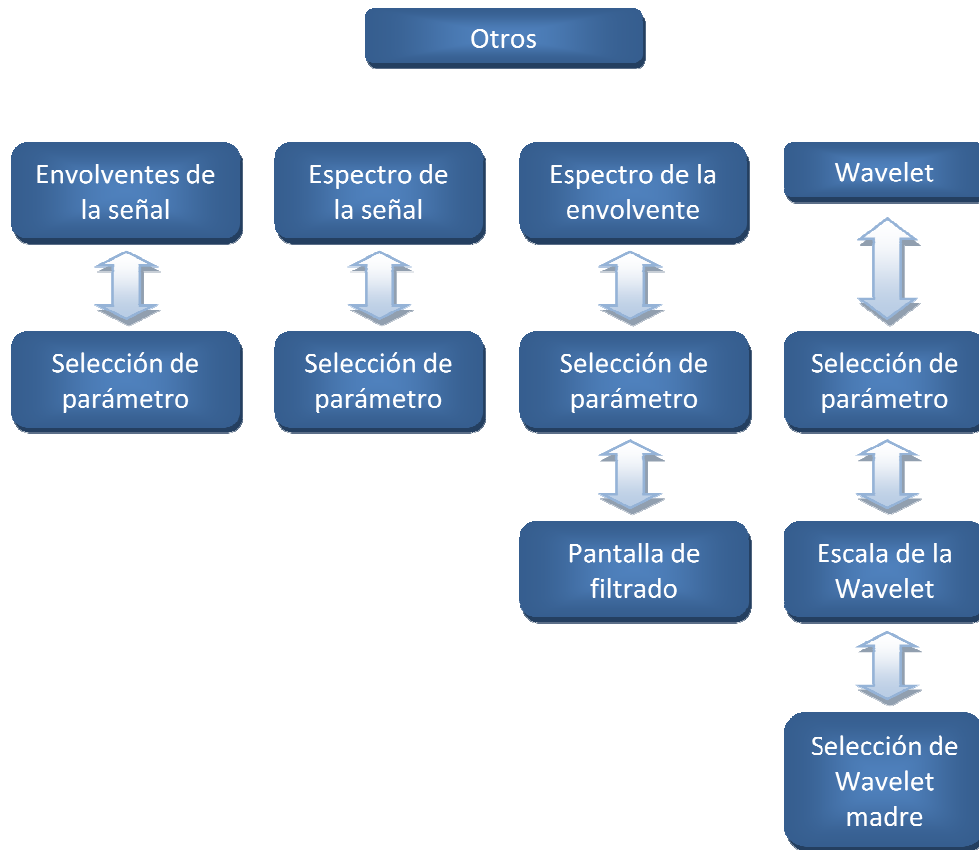 Otros
Envolventes de
la señal
Espectro de
la señal
Espectro de la
envolvente
Wavelet
Selección de
parámetro
Selección de
parámetro
Selección de
parámetro
Selección de
parámetro
Pantalla de
filtrado
Escala de la
Wavelet
Selección de
Wavelet
madre